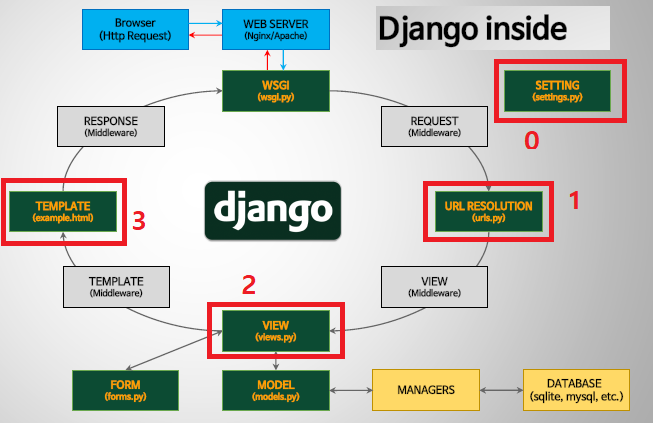 Browser
(Http Request)
WEB SERVER
(Nginx/Apache)
Django inside
WSGI
(wsgi.py)
SETTING
(settings.py)
0
RESPONSE
(Middleware)
REQUEST
(Middleware)
TEMPLATE
(example.html)
3
django
URL RESOLUTION
(urls.py)
1
TEMPLATE
(Middleware)
2
VIEW
(Middleware)
VIEW
(views.py)
FORM
(forms.py)
MODEL
(models.py)
MANAGERS
DATABASE
(sqlite, mysql, etc.)